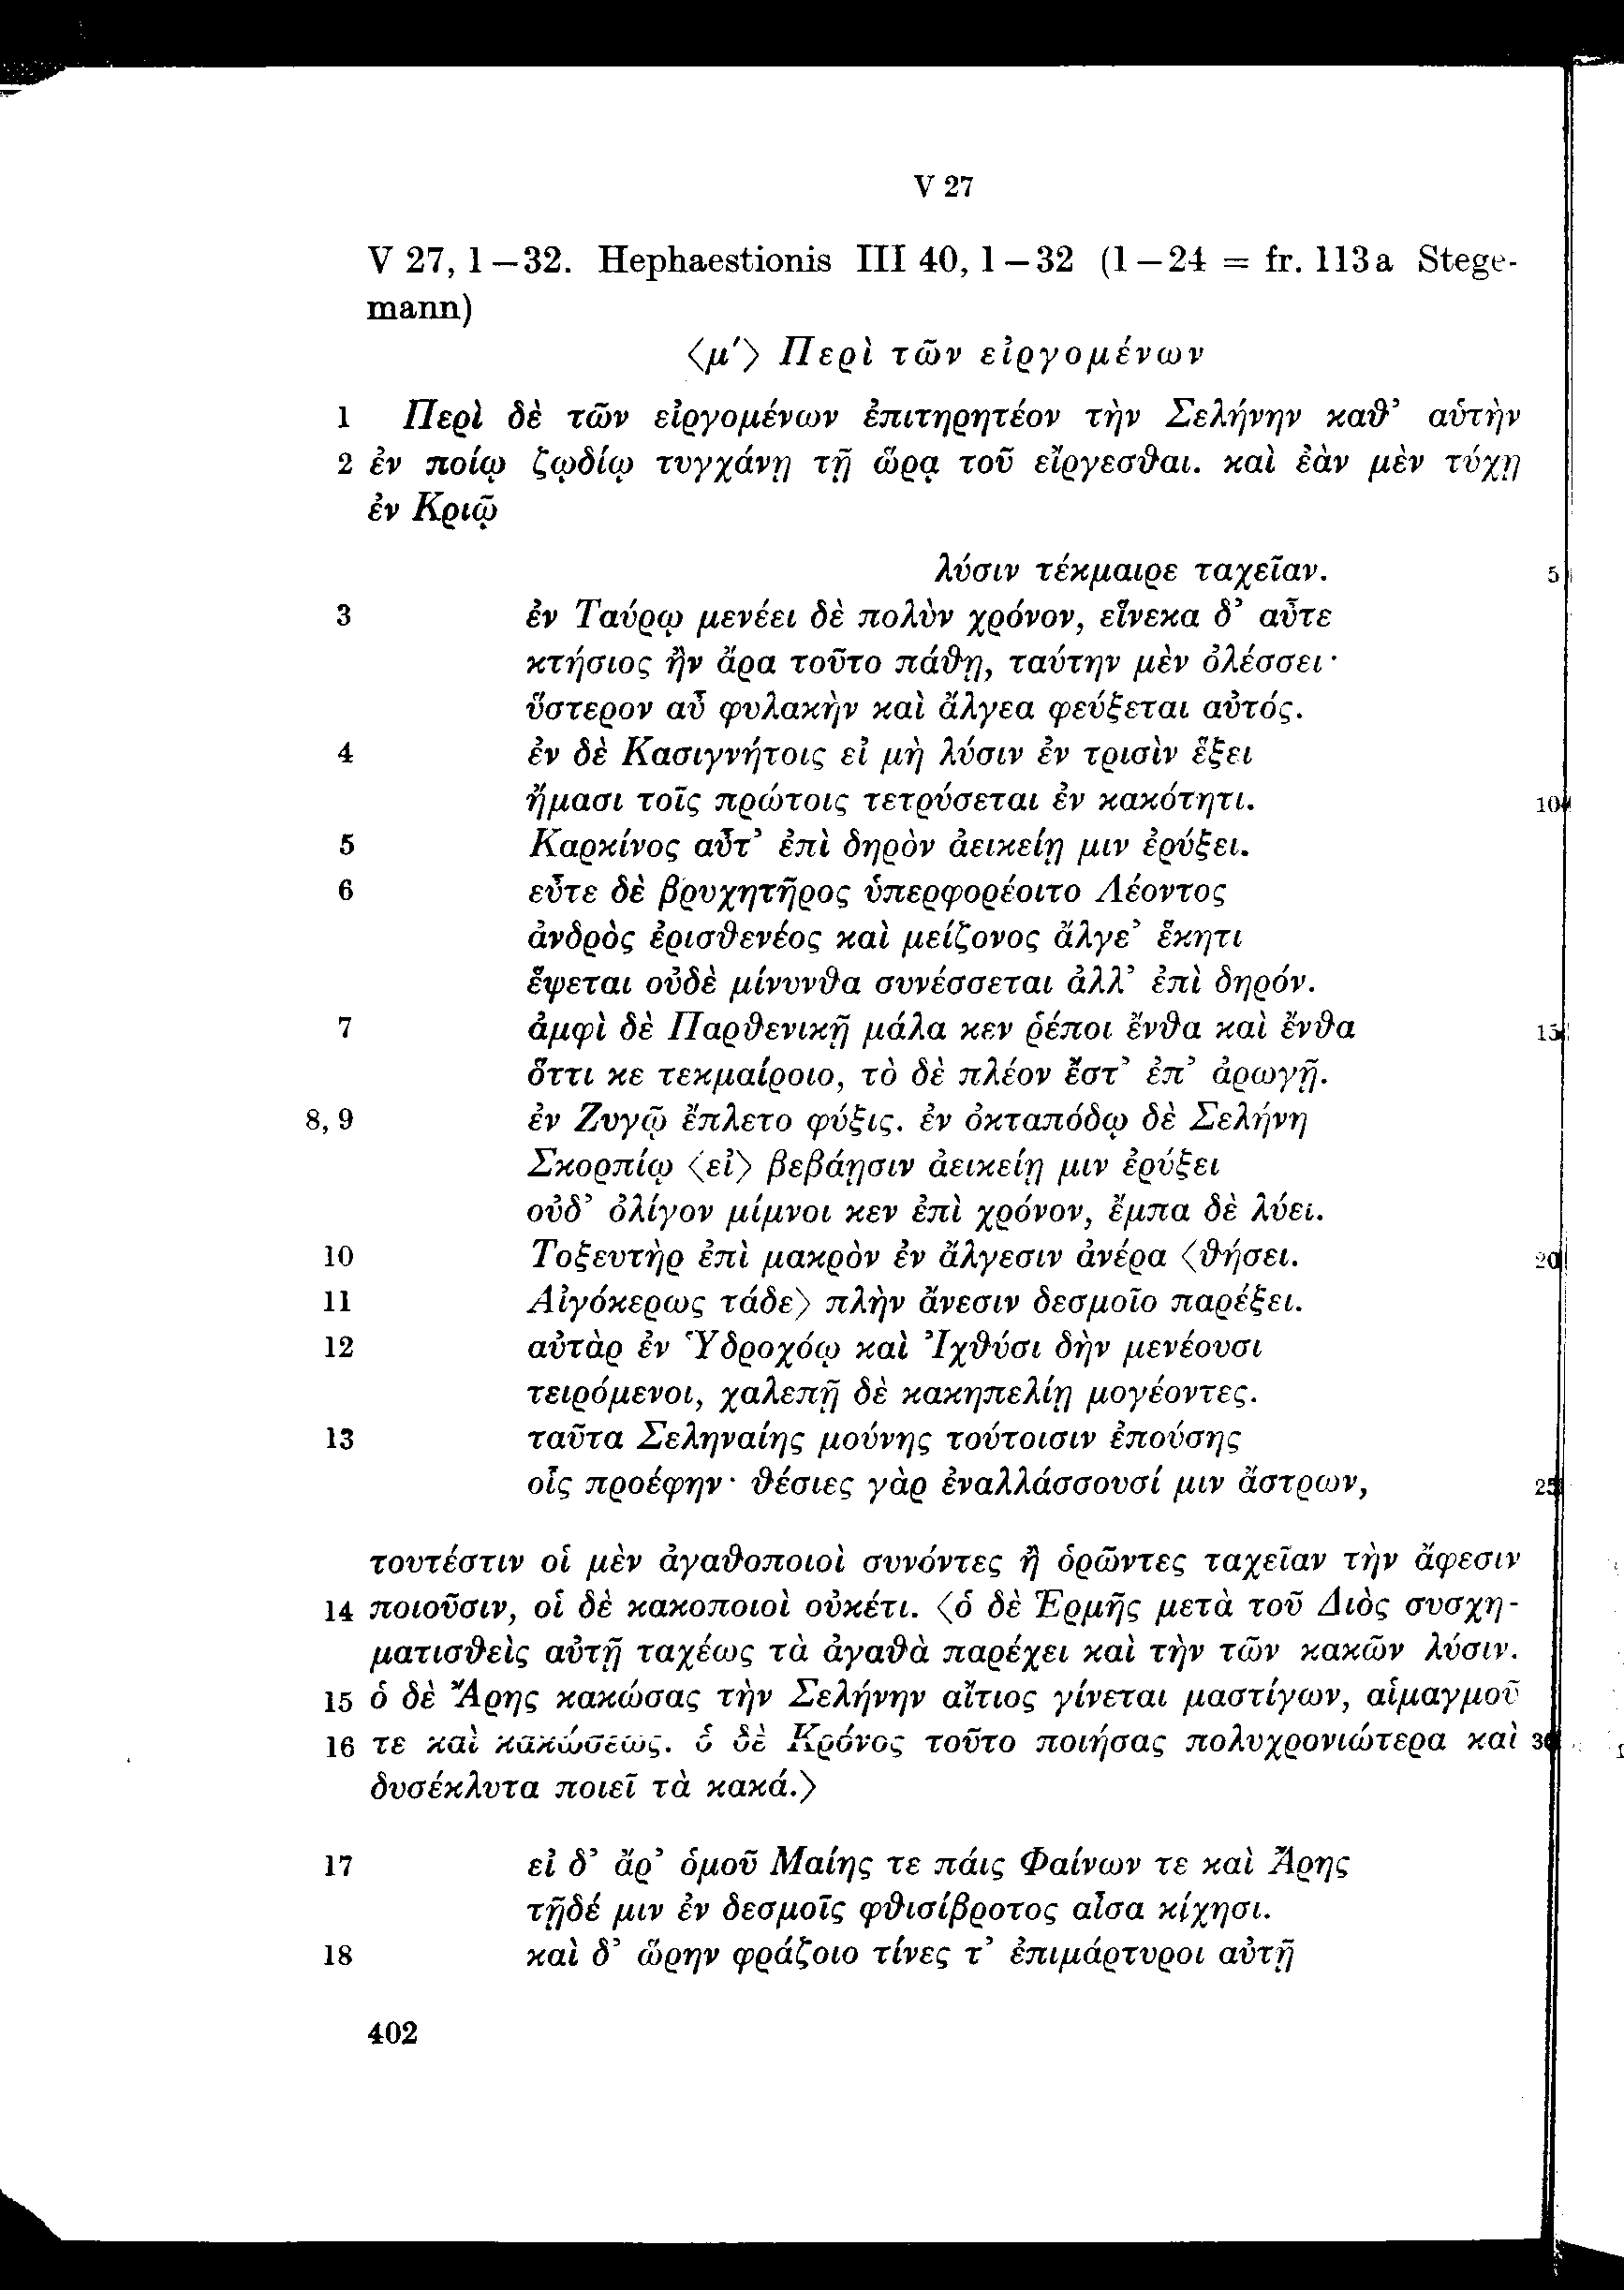 V 27
V 27, 1–32. Hephaestionis III 40, 1–32 (1–24 = fr. 113a Stege-
mann)
⟨μ′⟩ Περὶ τῶν εἰργομένων
1 Περὶ δὲ τῶν εἰργομένων ἐπιτηρητέον τὴν Σελήνην καθ’ αὑτὴν
2 ἐν ποίῳ ζῳδίῳ τυγχάνῃ τῇ ὥρᾳ τοῦ εἴργεσθαι. καὶ ἐὰν μὲν τύχῃ
ἐν Κριῷ
λύσιν τέκμαιρε ταχεῖαν. 5
3 ἐν Ταύρῳ μενέει δὲ πολὺν χρόνον, εἵνεκα δ’ αὖτε
κτήσιος ἢν ἄρα τοῦτο πάθῃ, ταύτην μὲν ὀλέσσει·
ὕστερον αὖ φυλακὴν καὶ ἄλγεα φεύξεται αὐτός.
4 ἐν δὲ Κασιγνήτοις εἰ μὴ λύσιν ἐν τρισὶν ἕξει
ἤμασι τοῖς πρώτοις τετρύσεται ἐν κακότητι. 10
5 Καρκίνος αὖτ’ ἐπὶ δηρὸν ἀεικείῃ μιν ἐρύξει.
6 εὖτε δὲ βρυχητῆρος ὑπερφορέοιτο Λέοντος
ἀνδρὸς ἐρισθενέος καὶ μείζονος ἄλγε’ ἕκητι
ἕψεται οὐδὲ μίνυνθα συνέσσεται ἀλλ’ ἐπὶ δηρόν.
7 ἀμφὶ δὲ Παρθενικῇ μάλα κεν ῥέποι ἔνθα καὶ ἔνθα 15
ὅττι κε τεκμαίροιο, τὸ δὲ πλέον ἔστ’ ἐπ’ ἀρωγῇ.
8, 9 ἐν Ζυγῷ ἔπλετο φύξις. ἐν ὀκταπόδῳ δὲ Σελήνη
Σκορπίῳ ⟨εἰ⟩ βεβάῃσιν ἀεικείῃ μιν ἐρύξει
οὐδ’ ὀλίγον μίμνοι κεν ἐπὶ χρόνον, ἔμπα δὲ λύει.
10 Τοξευτὴρ ἐπὶ μακρὸν ἐν ἄλγεσιν ἀνέρα ⟨θήσει. 20
11 Αἰγόκερως τάδε⟩ πλὴν ἄνεσιν δεσμοῖο παρέξει.
12 αὐτὰρ ἐν Ὑδροχόῳ καὶ Ἰχθύσι δὴν μενέουσι
τειρόμενοι, χαλεπῇ δὲ κακηπελίῃ μογέοντες.
13 ταῦτα Σεληναίης μούνης τούτοισιν ἐπούσης
οἷς προέφην· θέσιες γὰρ ἐναλλάσσουσί μιν ἄστρων, 25
τουτέστιν οἱ μὲν ἀγαθοποιοὶ συνόντες ἢ ὁρῶντες ταχεῖαν τὴν ἄφεσιν
14 ποιοῦσιν, οἱ δὲ κακοποιοὶ οὐκέτι. ⟨ὁ δὲ Ἑρμῆς μετὰ τοῦ Διὸς συσχη-
ματισθεὶς αὐτῇ ταχέως τὰ ἀγαθὰ παρέχει καὶ τὴν τῶν κακῶν λύσιν.
15 ὁ δὲ Ἄρης κακώσας τὴν Σελήνην αἴτιος γίνεται μαστίγων, αἱμαγμοῦ
16 τε καὶ κακώσεως. ὁ δὲ Κρόνος τοῦτο ποιήσας πολυχρονιώτερα καὶ 30
δυσέκλυτα ποιεῖ τὰ κακά.⟩
17 εἰ δ’ ἄρ’ ὁμοῦ Μαίης τε πάις Φαίνων τε καὶ Ἄρης
τῇδέ μιν ἐν δεσμοῖς φθισίβροτος αἶσα κίχησι.
18 καὶ δ’ ὥρην φράζοιο τίνες τ’ ἐπιμάρτυροι αὐτῇ
402